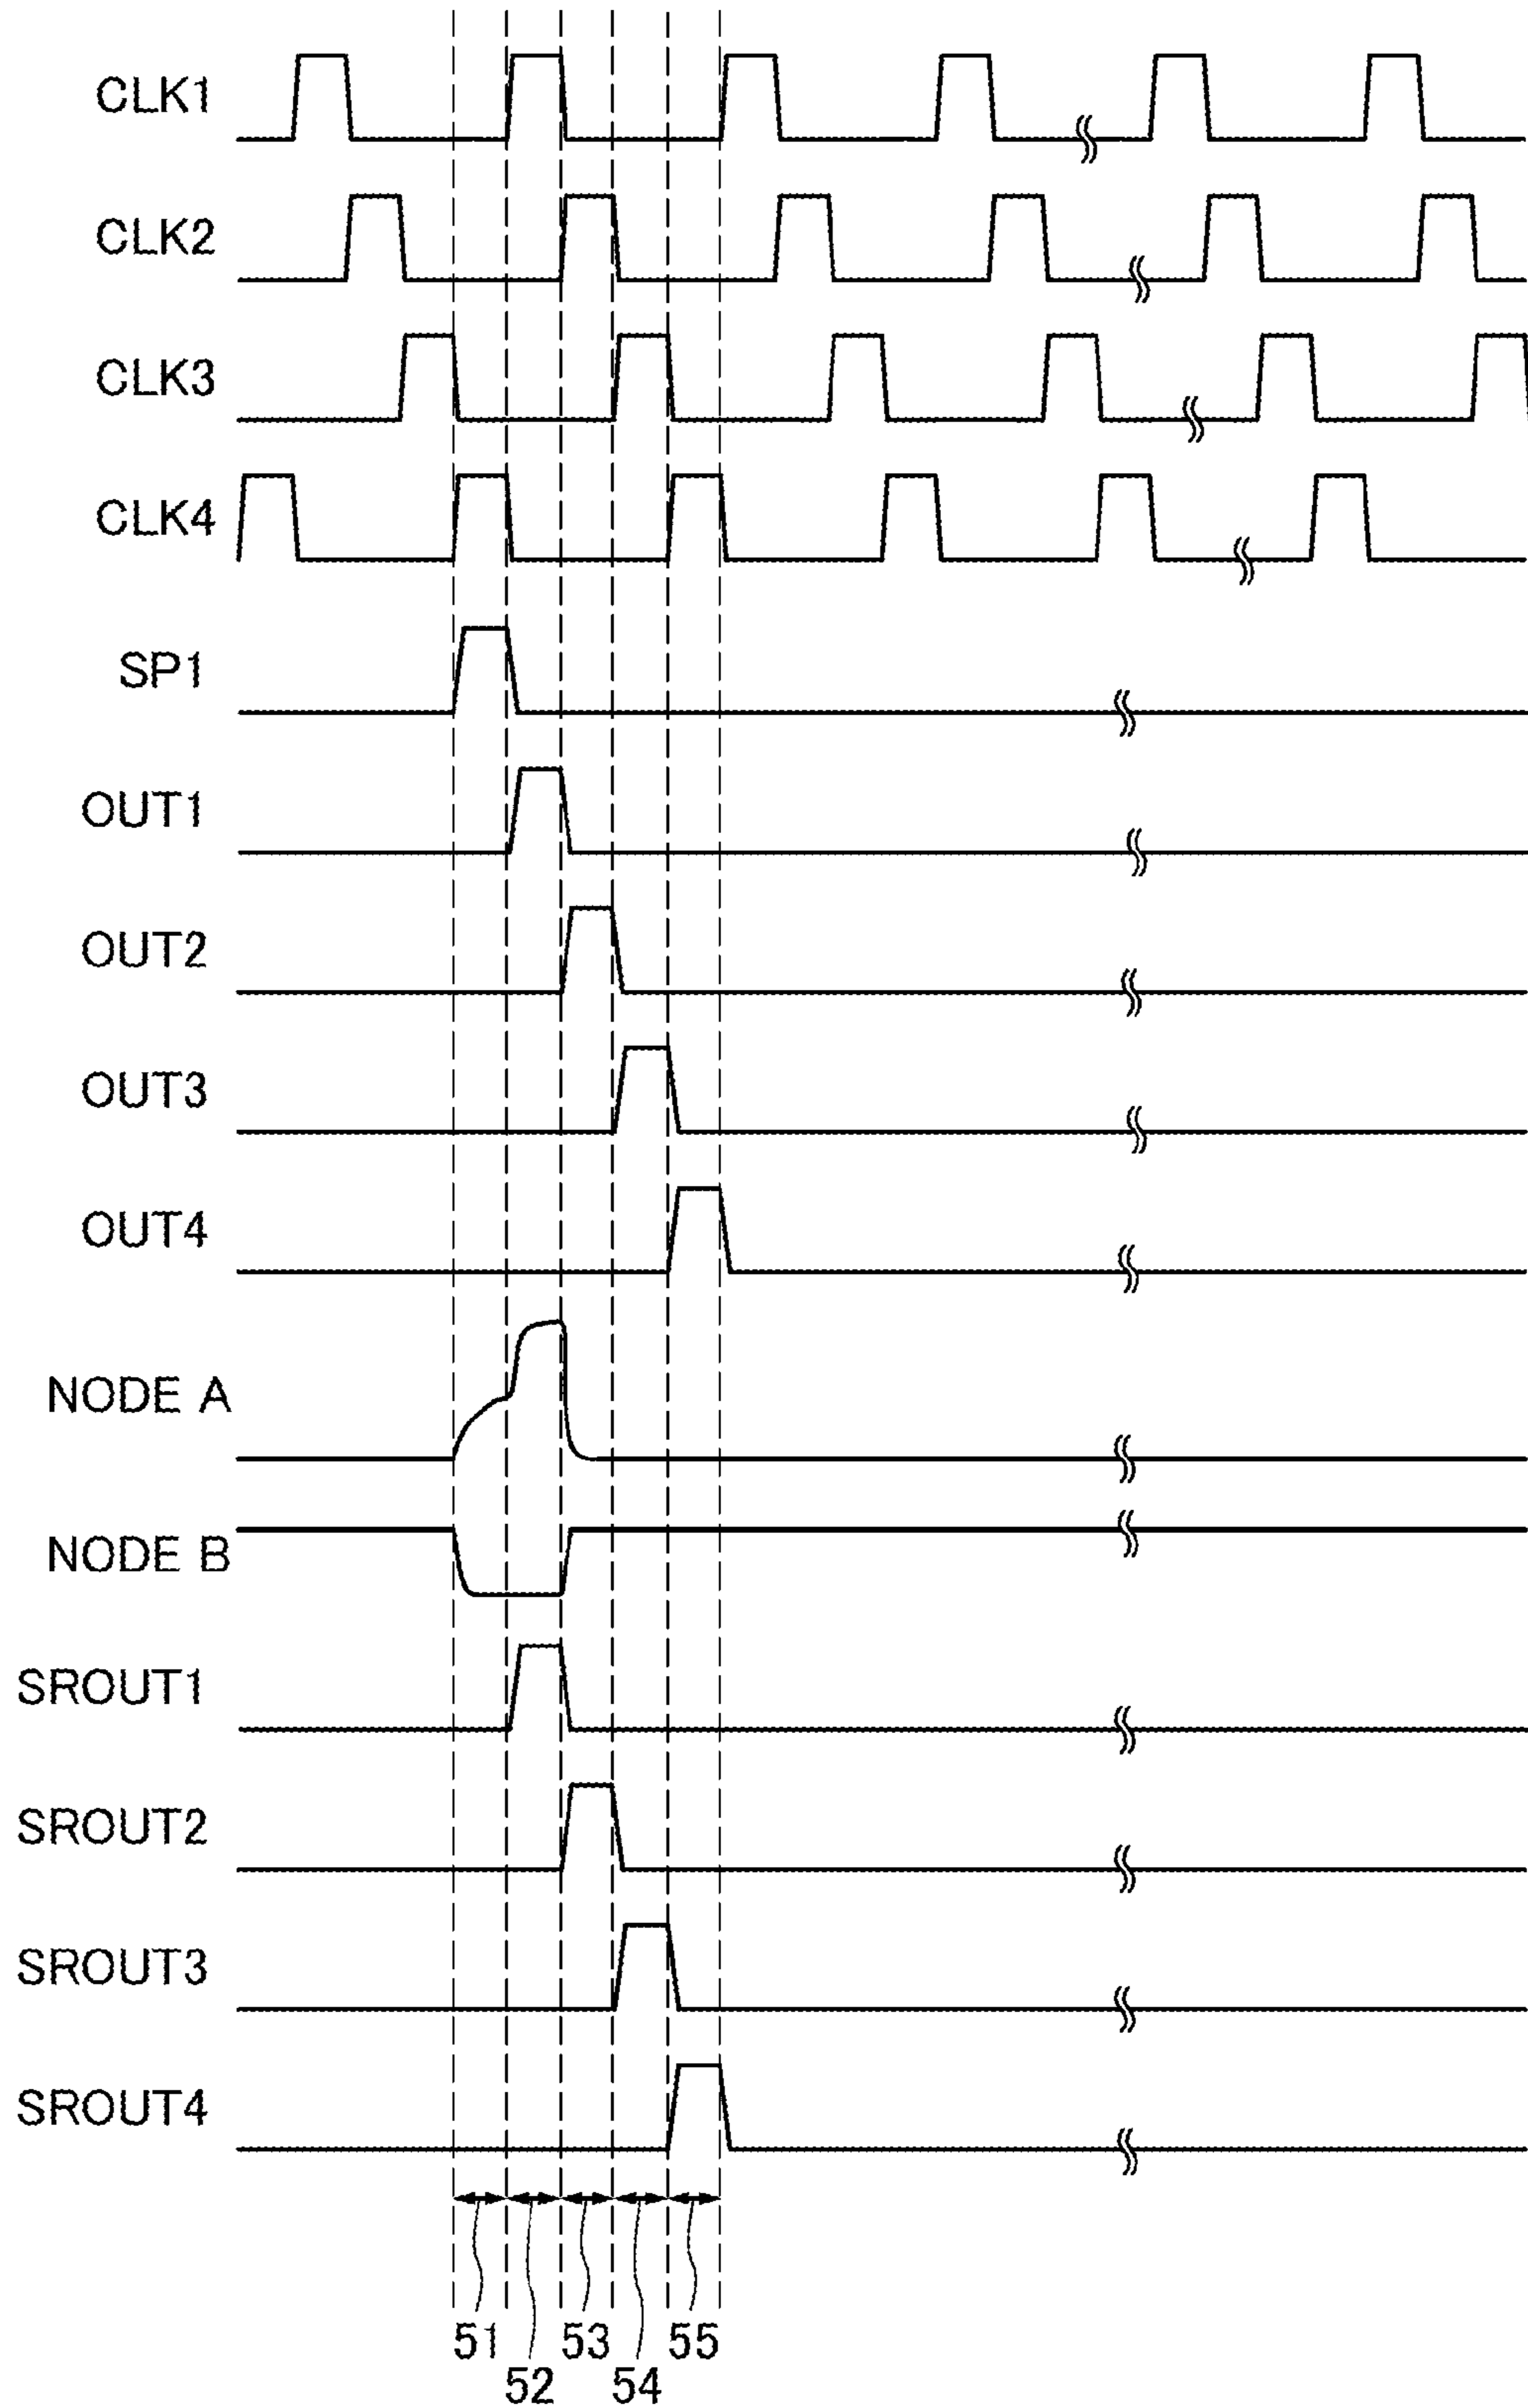 CLK1
CLK2
CLK3
CLK4
SP1
OUT1
OUT2
OUT3
OUT4
NODE A
NODE B
SROUT1
SROUT2
SROUT3
SROUT4
51 53 55
52 54